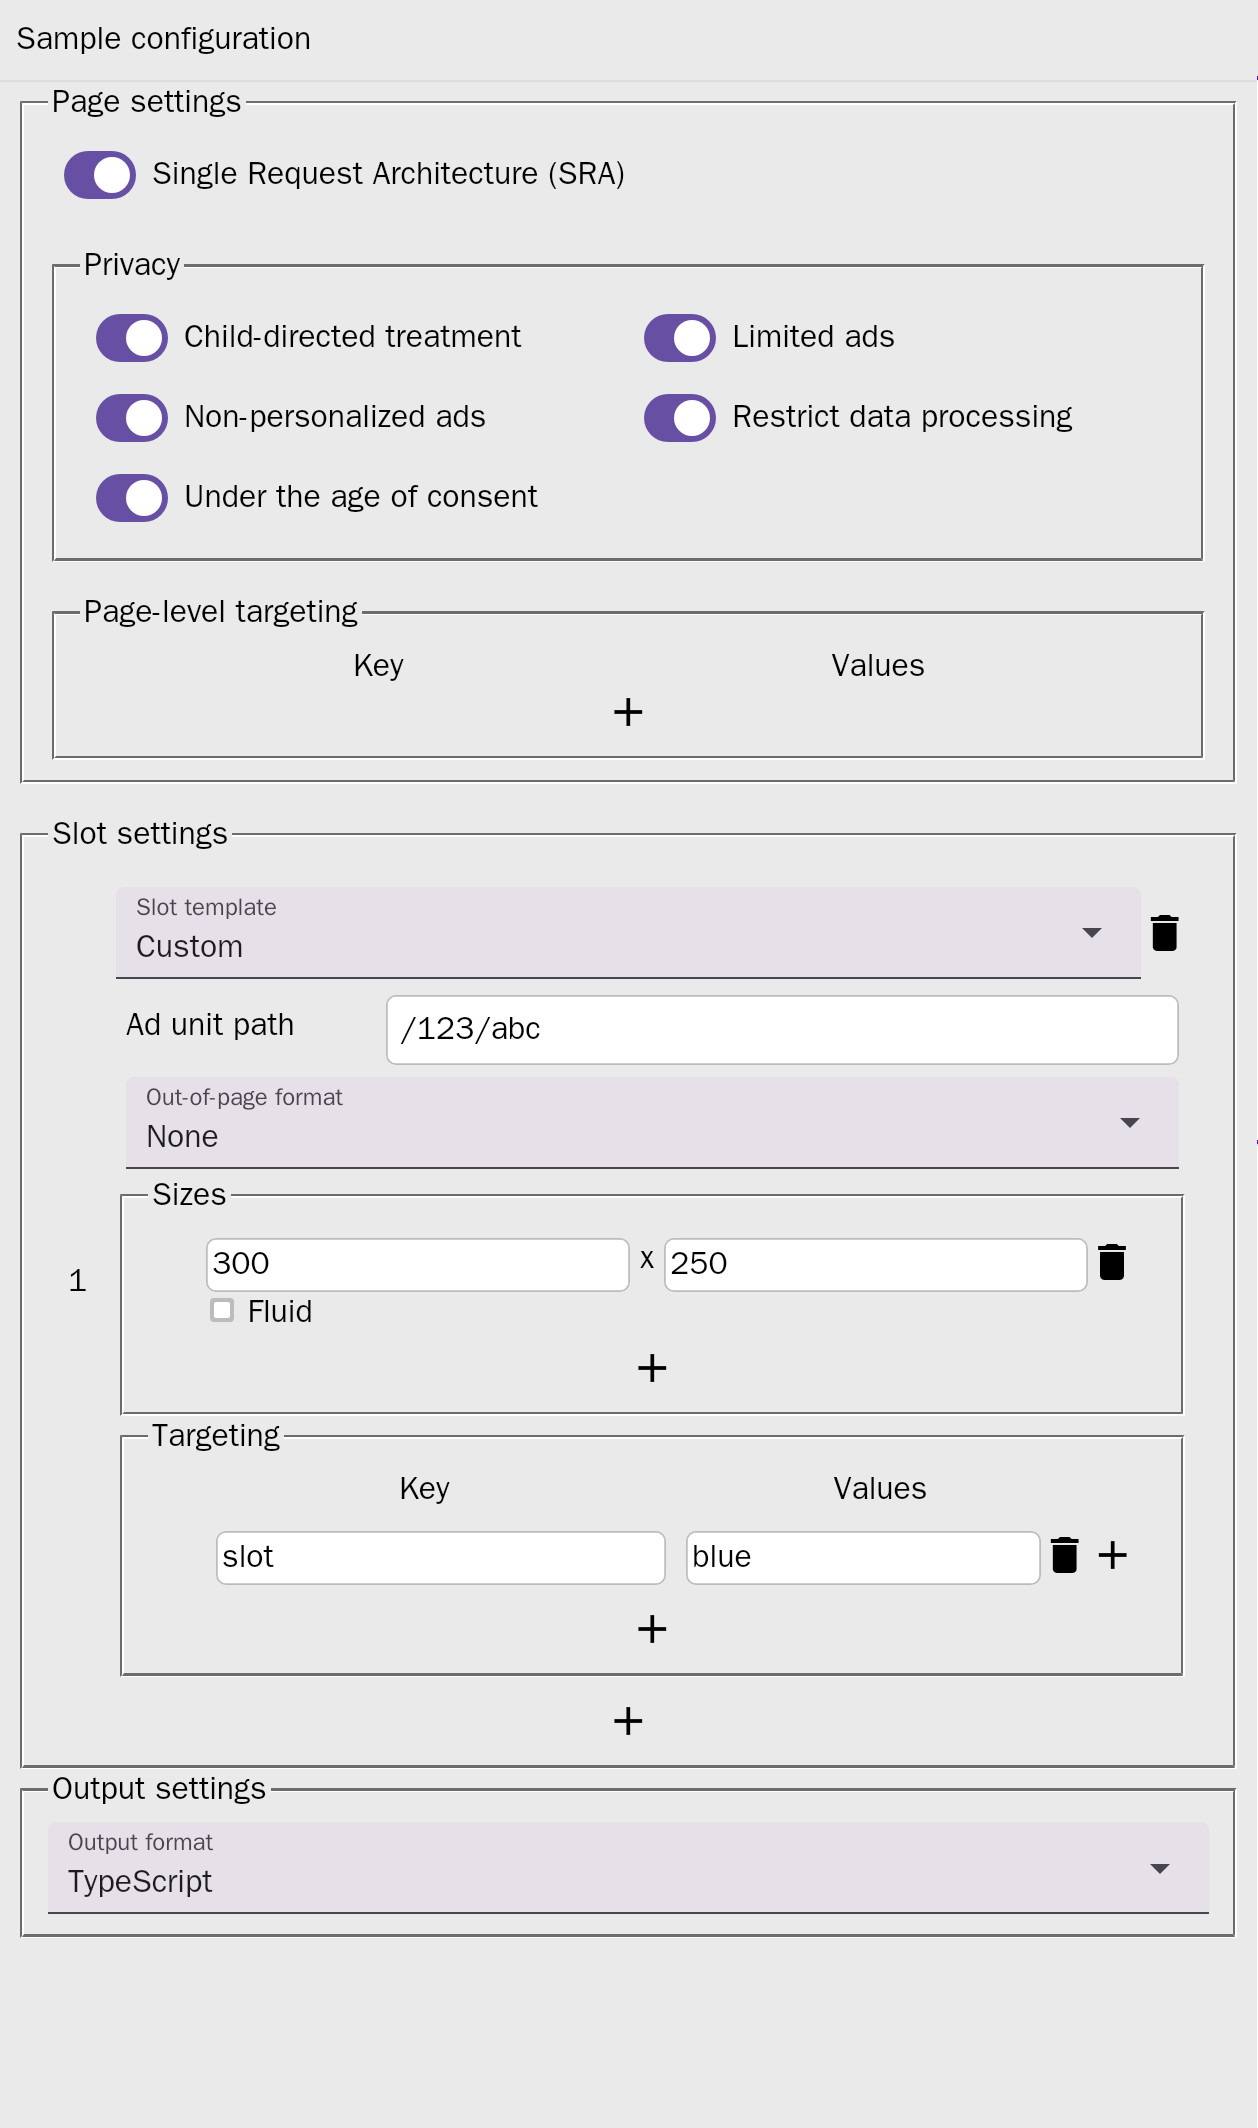 Sample configuration
Page settings
Single Request Architecture (SRA)
Privacy
Child-directed treatment
Limited ads
Non-personalized ads
Restrict data processing
Under the age of consent
Page-level targeting
Key Values
+
Slot settings
Slot template
Custom
Ad unit path /123/abc
Out-of-page format
None
Sizes
1
300 x 250
Fluid
+
Targeting
Key Values
slot blue +
+
+
Output settings
Output format
TypeScript